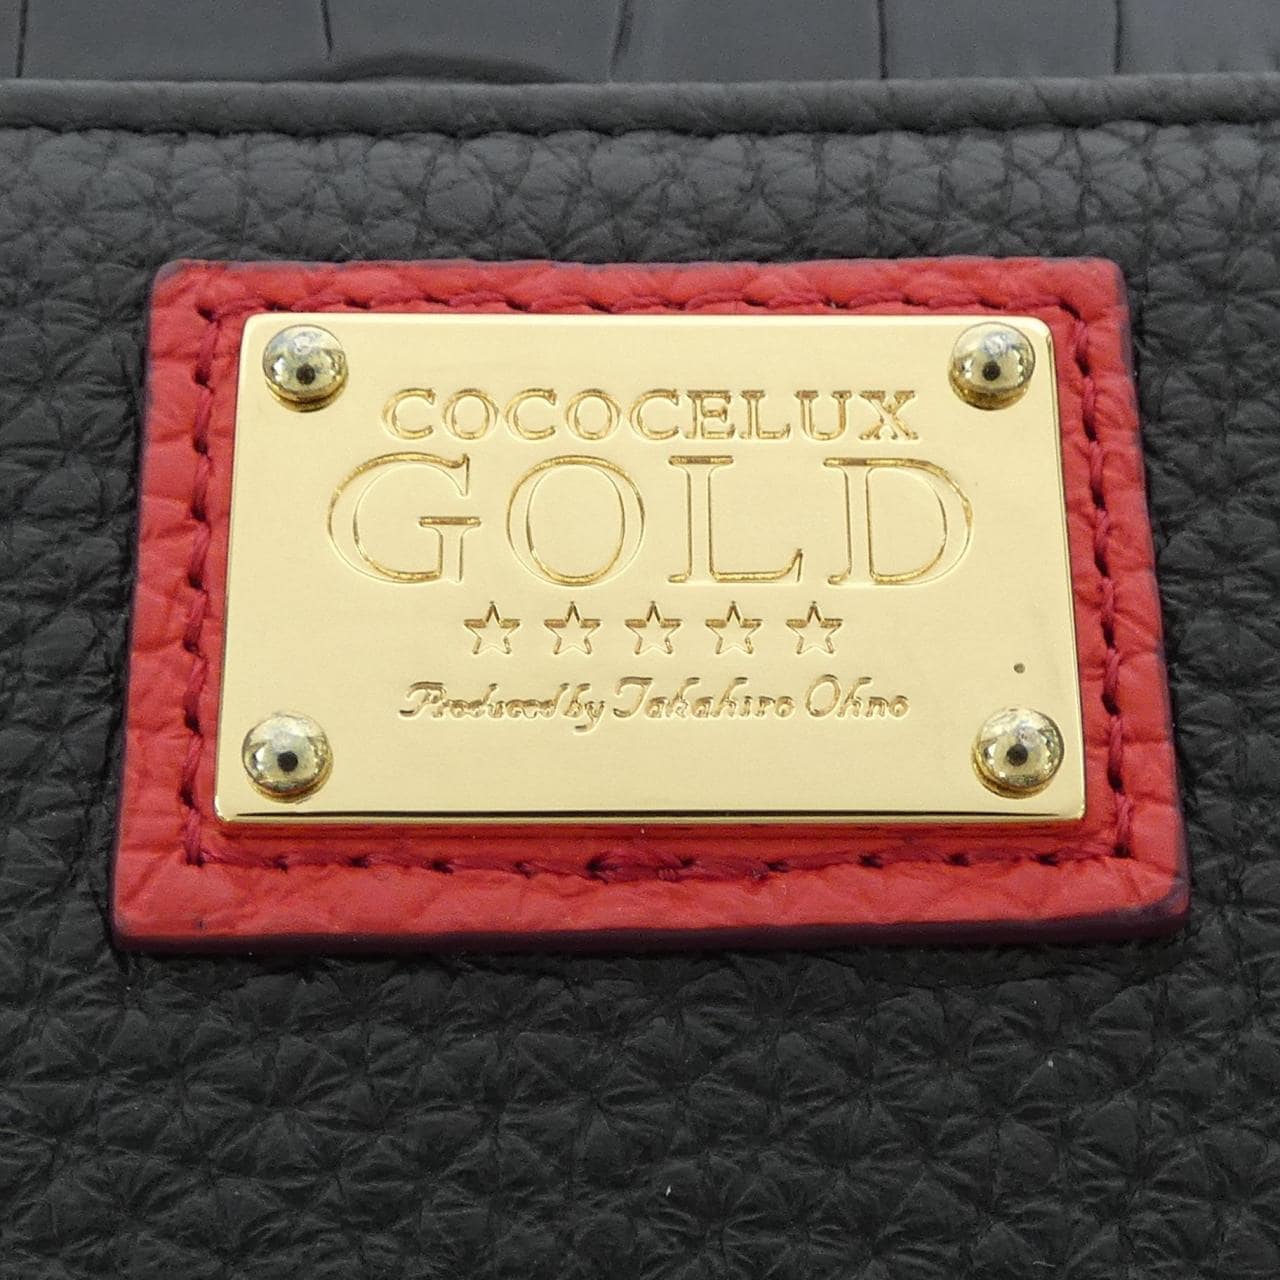 COCOCELUX
GOLD
☆☆☆☆☆
Produced by Takahiro Ohno